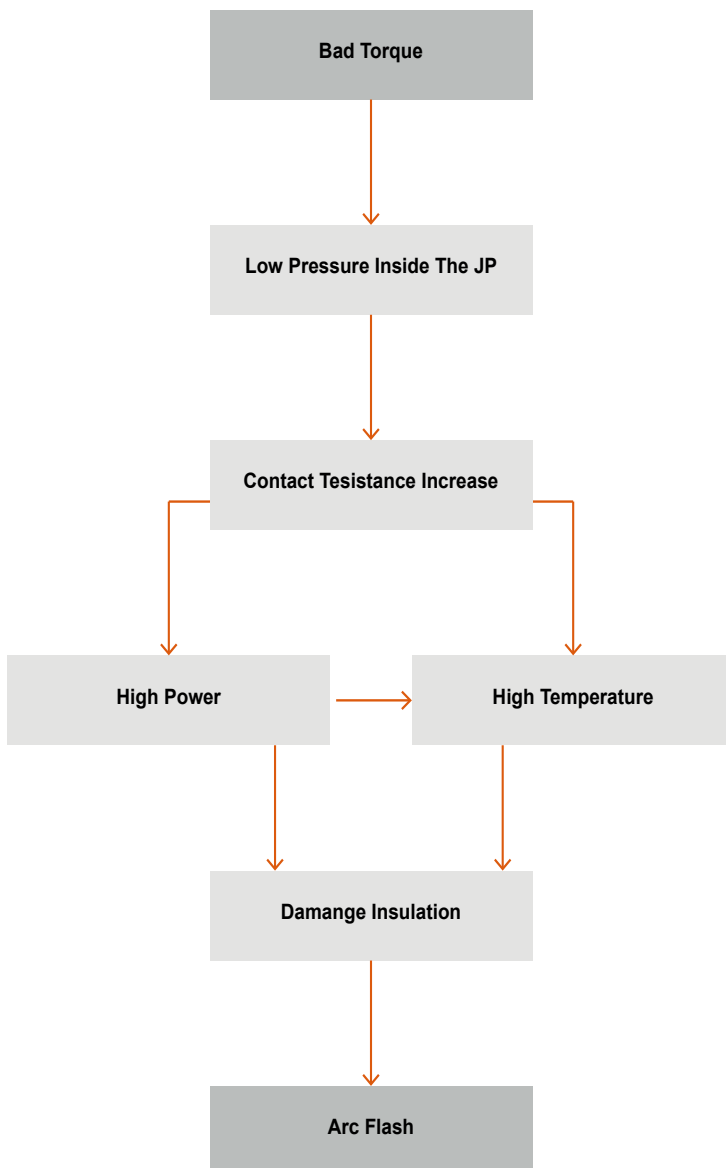 Bad Torque
Low Pressure Inside The JP
Contact Tesistance Increase
High Power
High Temperature
Damange Insulation
Arc Flash